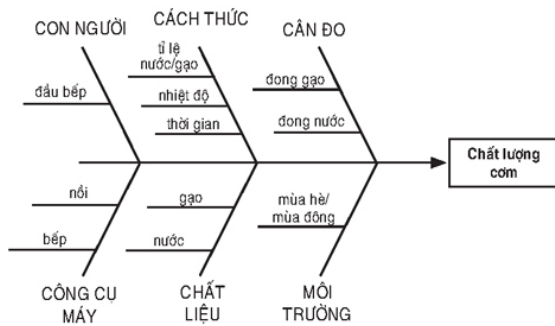 CON NGƯỜI
CÁCH THỨC
CÂN ĐO
đầu bếp
tỉ lệ
nước/gạo
nhiệt độ
thời gian
đong gạo
đong nước
Chất lượng
cơm
nồi
bếp
gạo
nước
mùa hè/
mùa đông
CÔNG CỤ
MÁY
CHẤT
LIỆU
MÔI
TRƯỜNG